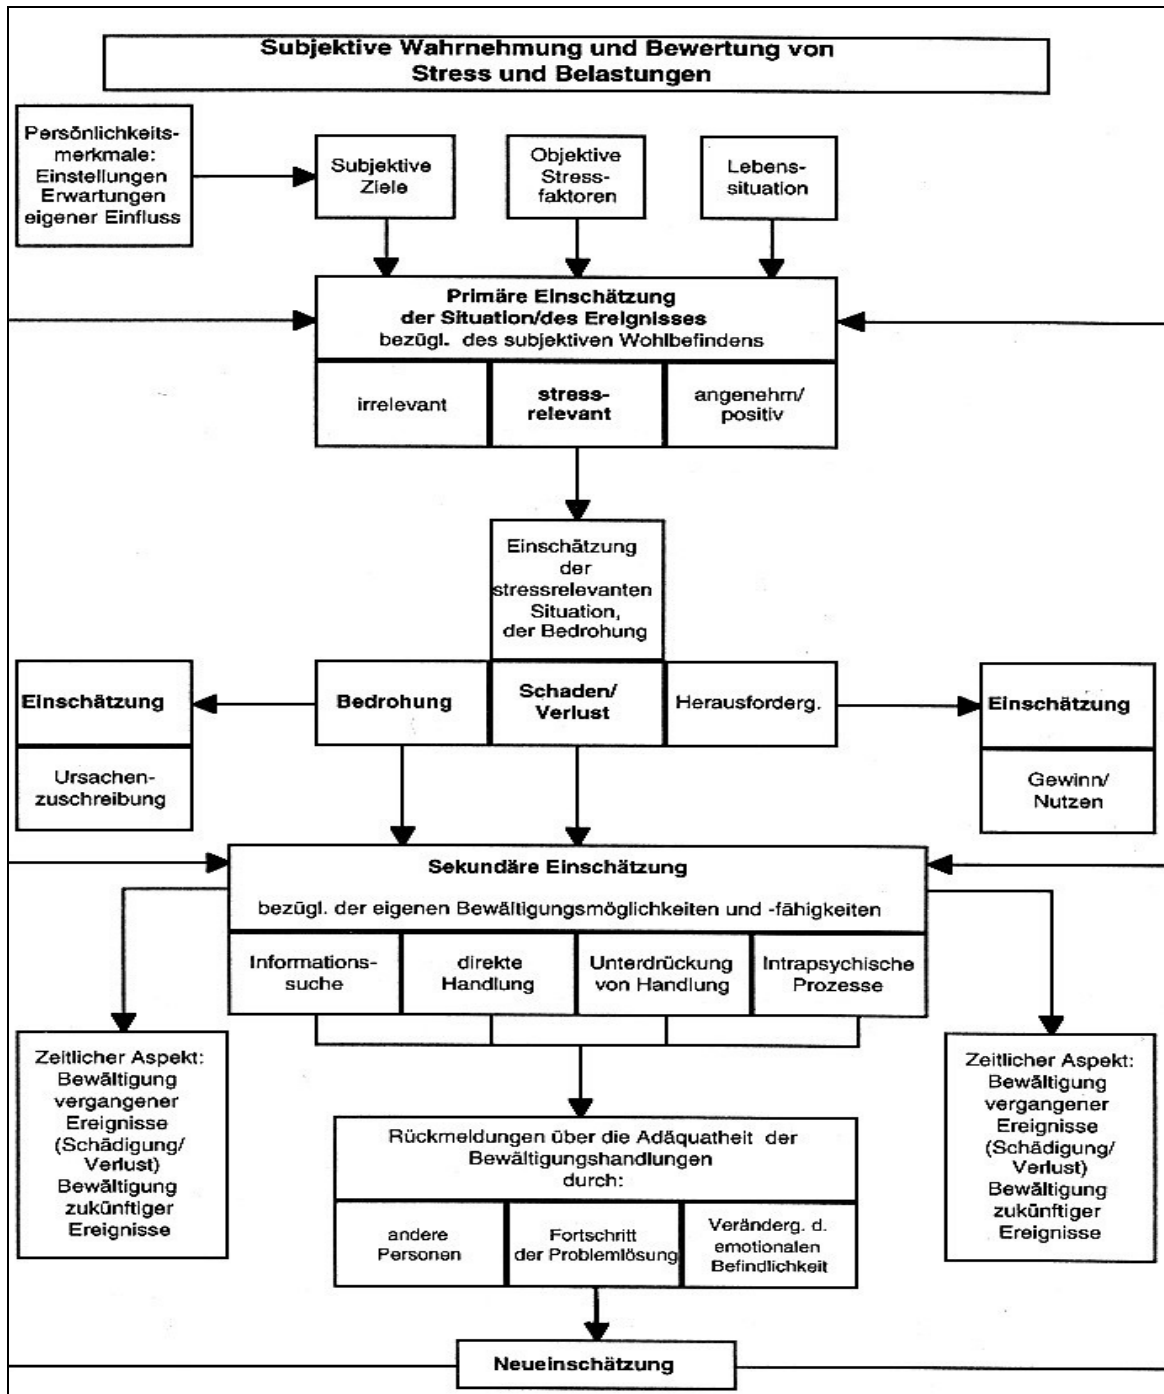 Subjektive Wahrnehmung und Bewertung von
Stress und Belastungen
Persönlichkeits-
merkmale:
Einstellungen
Erwartungen
eigener Einfluss
Subjektive
Ziele
Objektive
Stress-
faktoren
Lebens-
situation
Primäre Einschätzung
der Situation/des Ereignisses
bezügl. des subjektiven Wohlbefindens
irrelevant
stress-
relevant
angenehm/
positiv
Einschätzung
der
stressrelevanten
Situation,
der Bedrohung
Einschätzung
Ursachen-
zuschreibung
Bedrohung
Schaden/
Verlust
Herausforderg.
Einschätzung
Gewinn/
Nutzen
Sekundäre Einschätzung
bezügl. der eigenen Bewältigungsmöglichkeiten und -fähigkeiten
Informations-
suche
direkte
Handlung
Unterdrückung
von Handlung
Intrapsychische
Prozesse
Zeitlicher Aspekt:
Bewältigung
vergangener
Ereignisse
(Schädigung/
Verlust)
Bewältigung
zukünftiger
Ereignisse
Zeitlicher Aspekt:
Bewältigung
vergangener
Ereignisse
(Schädigung/
Verlust)
Bewältigung
zukünftiger
Ereignisse
Rückmeldungen über die Adäquatheit der
Bewältigungshandlungen
durch:
andere
Personen
Fortschritt
der Problemlösung
Veränderg. d.
emotionalen
Befindlichkeit
Neueinschätzung